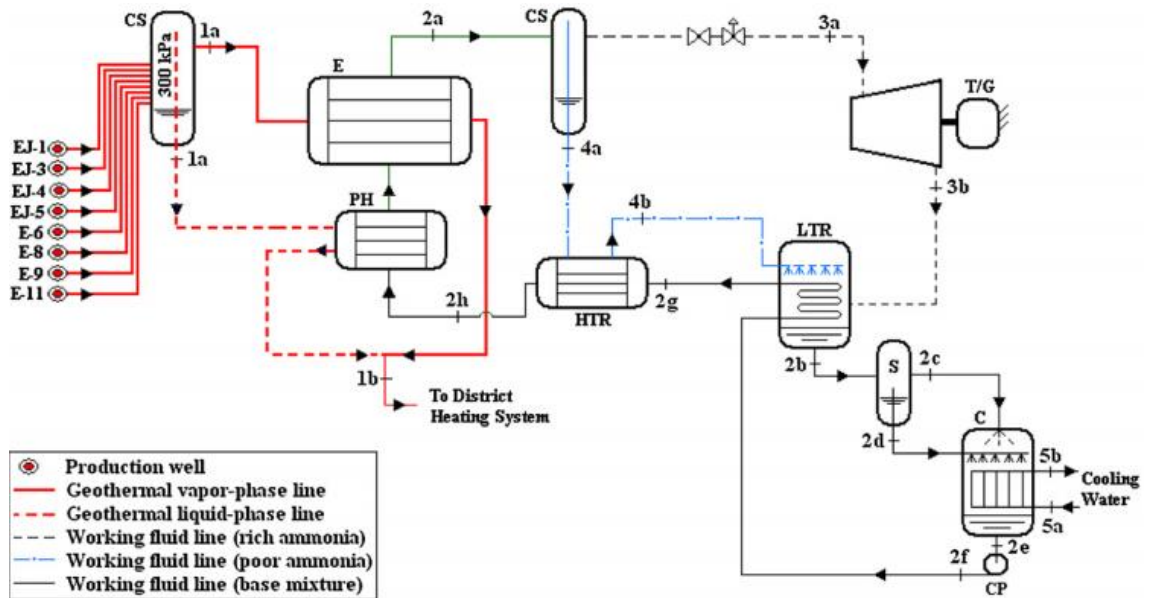 CS
1a
2a
CS
3a
300 kPa
E
T/G
EJ-1
EJ-3
EJ-4
EJ-5
E-6
E-8
E-9
E-11
1a
4a
3b
PH
4b
LTR
2h
2g
HTR
2b
S
2c
1b
To District
Heating System
2d
C
5b
Cooling
Water
5a
2e
2f
CP
Production well
Geothermal vapor-phase line
Geothermal liquid-phase line
Working fluid line (rich ammonia)
Working fluid line (poor ammonia)
Working fluid line (base mixture)